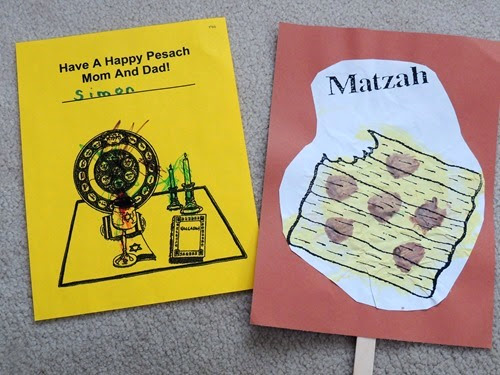 Have A Happy Pesach
Mom And Dad!
Simon
Matzah